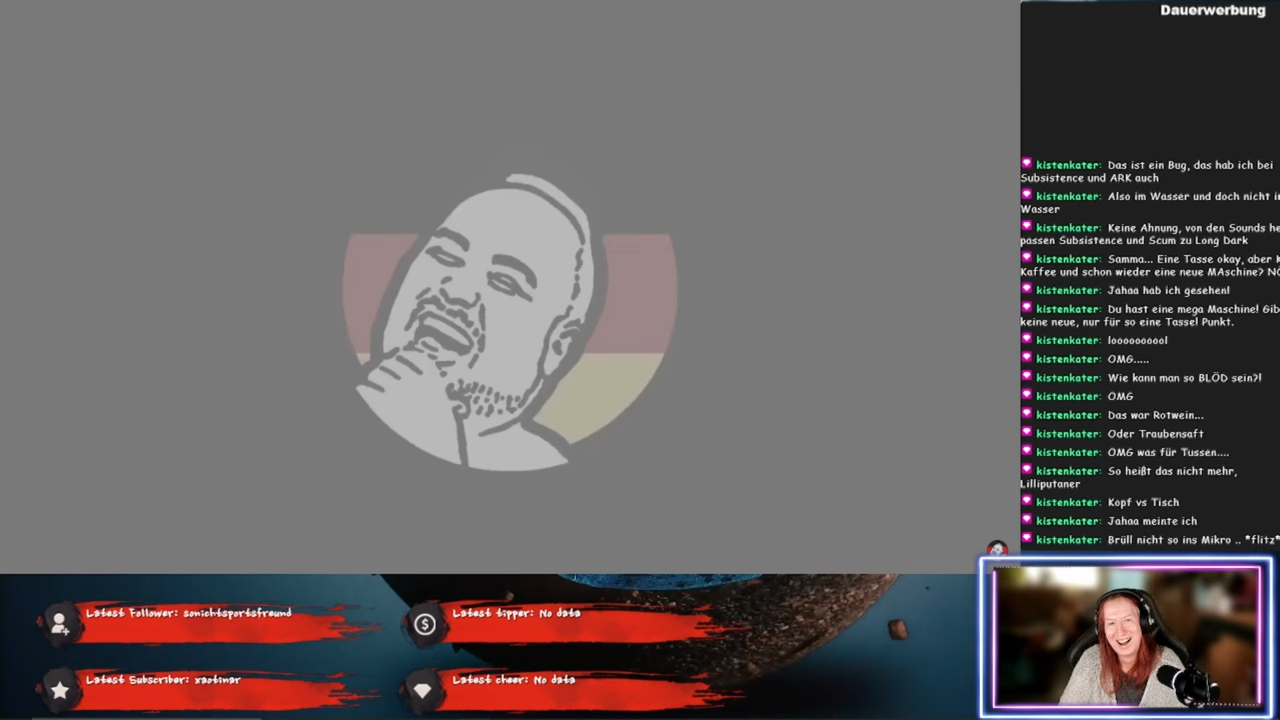 Dauerwerbung
kistenkater: Das ist ein Bug, das hab ich bei
Subsistence und ARK auch
kistenkater: Also im Wasser und doch nicht
Wasser
kistenkater: Keine Ahnung, von den Sounds
passen Subsistence und Scum zu Long Dark
kistenkater: Samma... Eine Tasse okay, aber
Kaffee und schon wieder eine neue MAschine?
kistenkater: Jahaa hab ich gesehen!
kistenkater: Du hast eine mega Maschine!
keine neue, nur für so eine Tasse! Punkt.
kistenkater: loooooooool
kistenkater: OMG.....
kistenkater: Wie kann man so BLÖD sein?!
kistenkater: OMG
kistenkater: Das war Rotwein...
kistenkater: Oder Traubensaft
kistenkater: OMG was für Tussen....
kistenkater: So heißt das nicht mehr,
Lilliputaner
kistenkater: Kopf vs Tisch
kistenkater: Jahaa meinte ich
kistenkater: Brüll nicht so ins Mikro .. *flitz*
Latest Follower: sonichtsportsfreund
Latest tipper: No data
Latest Subscriber: xaotinar
Latest cheer: No data